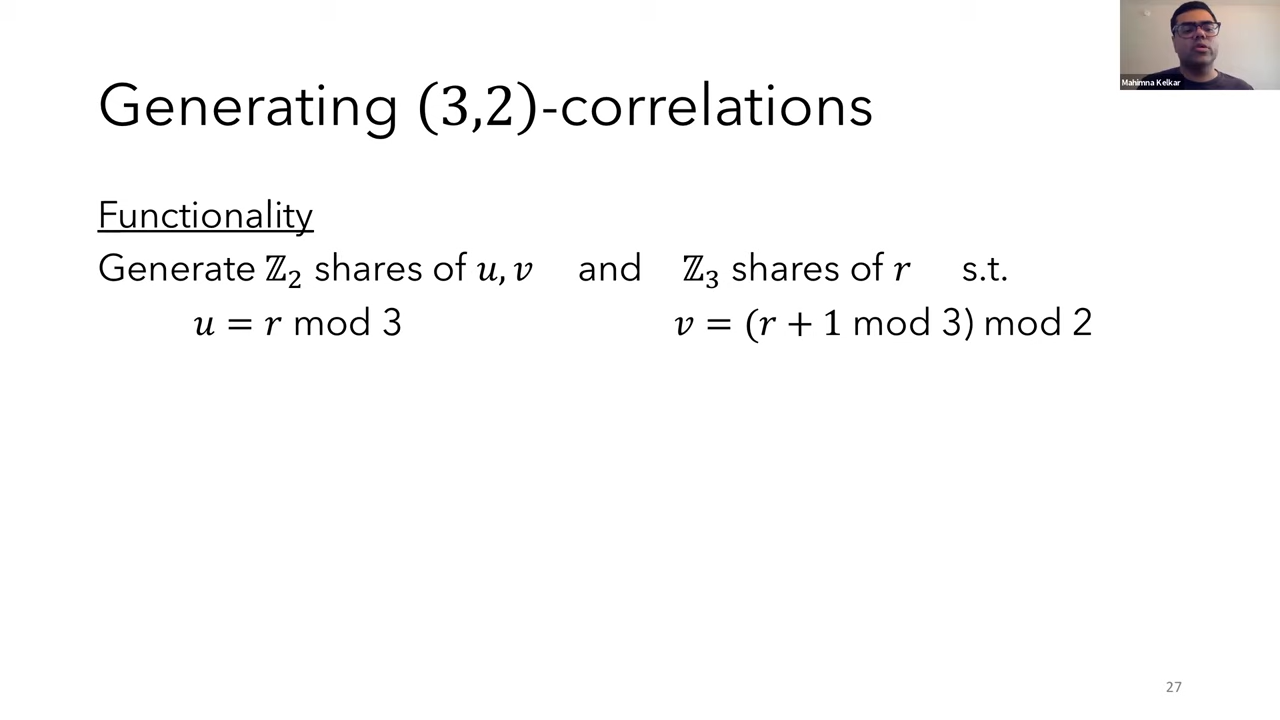 Mahimna Kelkar
Generating (3,2)-correlations
Functionality
Generate ℤ₂ shares of 𝑢, 𝑣 and ℤ₃ shares of 𝑟 s.t.
𝑢 = 𝑟 mod 3 𝑣 = (𝑟 + 1 mod 3) mod 2
27